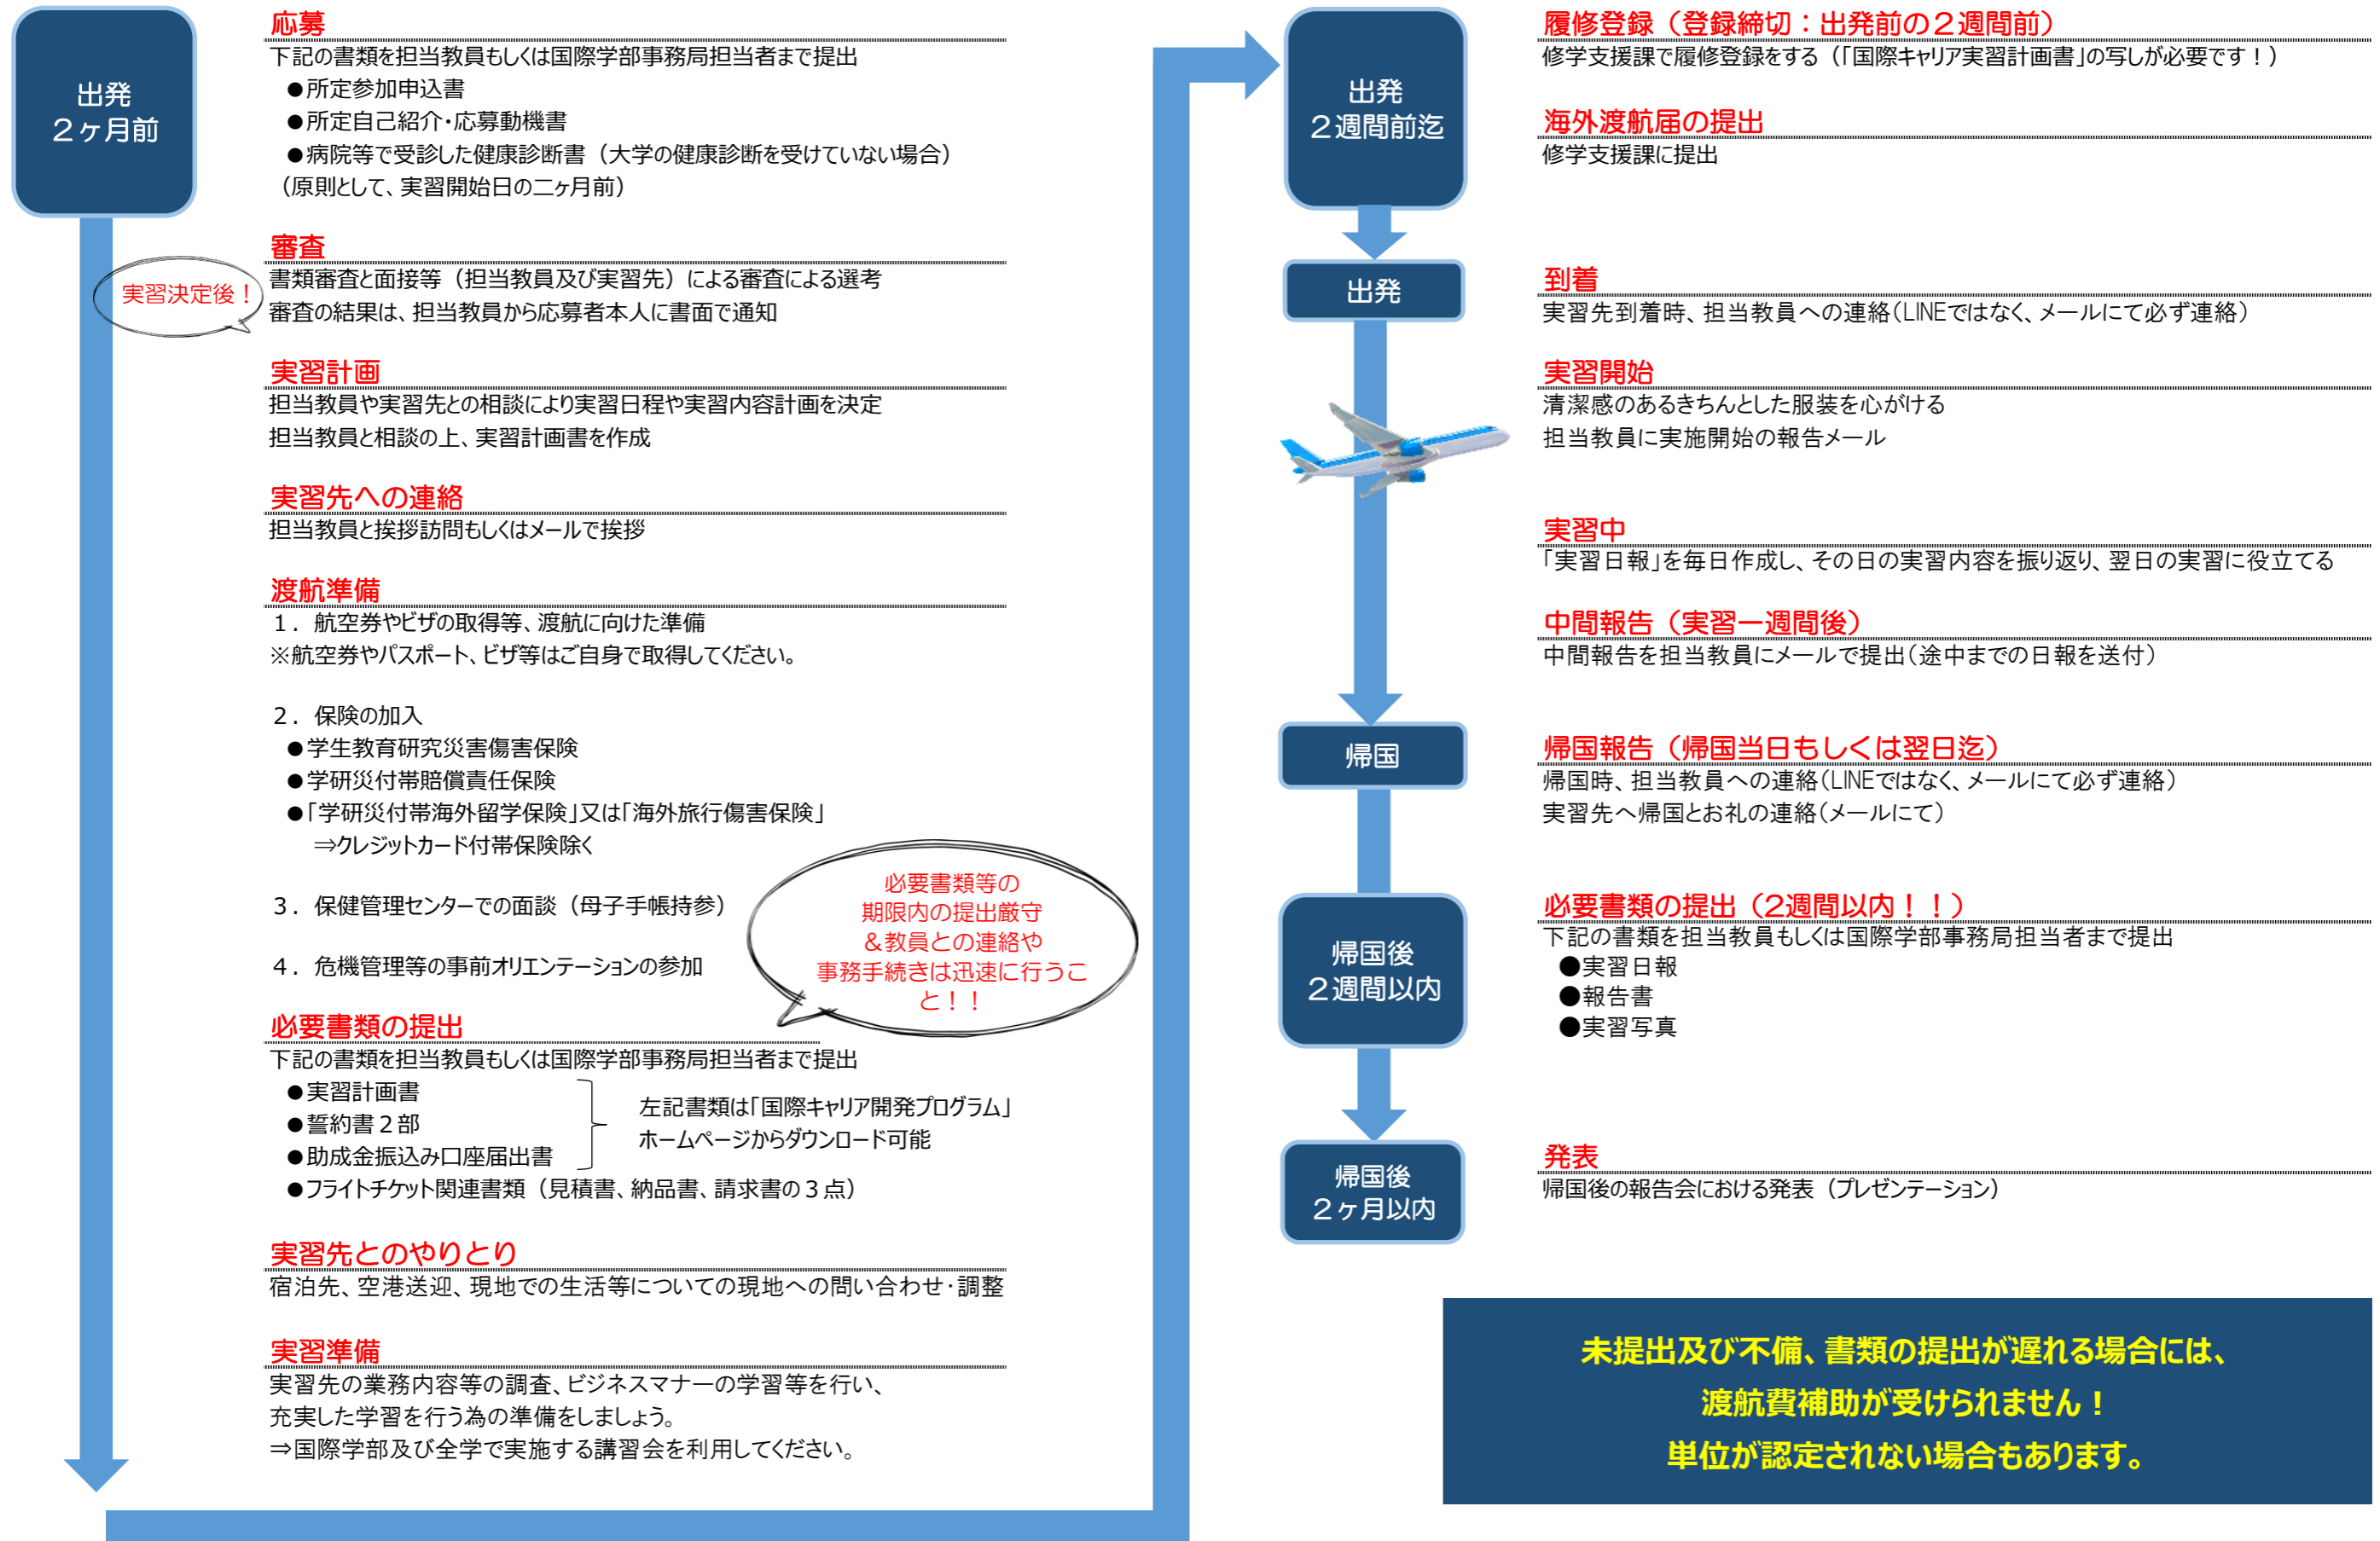 出発
２ヶ月前
応募
下記の書類を担当教員もしくは国際学部事務局担当者まで提出
●所定参加申込書
●所定自己紹介・応募動機書
●病院等で受診した健康診断書（大学の健康診断を受けていない場合）
（原則として、実習開始日の二ヶ月前）
審査
書類審査と面接等（担当教員及び実習先）による審査による選考
審査の結果は、担当教員から応募者本人に書面で通知
実習決定後！
実習計画
担当教員や実習先との相談により実習日程や実習内容計画を決定
担当教員と相談の上、実習計画書を作成
実習先への連絡
担当教員と挨拶訪問もしくはメールで挨拶
渡航準備
１．航空券やビザの取得等、渡航に向けた準備
※航空券やパスポート、ビザ等はご自身で取得してください。
２．保険の加入
●学生教育研究災害傷害保険
●学研災付帯賠償責任保険
●「学研災付帯海外留学保険」又は「海外旅行傷害保険」
⇒クレジットカード付帯保険除く
３．保健管理センターでの面談（母子手帳持参）
４．危機管理等の事前オリエンテーションの参加
必要書類等の
期限内の提出厳守
＆教員との連絡や
事務手続きは迅速に行うこ
と！！
必要書類の提出
下記の書類を担当教員もしくは国際学部事務局担当者まで提出
●実習計画書
●誓約書２部
●助成金振込み口座届出書
左記書類は「国際キャリア開発プログラム」
ホームページからダウンロード可能
●フライトチケット関連書類（見積書、納品書、請求書の３点）
実習先とのやりとり
宿泊先、空港送迎、現地での生活等についての現地への問い合わせ・調整
実習準備
実習先の業務内容等の調査、ビジネスマナーの学習等を行い、
充実した学習を行う為の準備をしましょう。
⇒国際学部及び全学で実施する講習会を利用してください。
出発
２週間前迄
履修登録（登録締切：出発前の２週間前）
修学支援課で履修登録をする（「国際キャリア実習計画書」の写しが必要です！）
海外渡航届の提出
修学支援課に提出
出発
到着
実習先到着時、担当教員への連絡（LINEではなく、メールにて必ず連絡）
実習開始
清潔感のあるきちんとした服装を心がける
担当教員に実施開始の報告メール
実習中
「実習日報」を毎日作成し、その日の実習内容を振り返り、翌日の実習に役立てる
中間報告（実習一週間後）
中間報告を担当教員にメールで提出（途中までの日報を送付）
帰国
帰国報告（帰国当日もしくは翌日迄）
帰国時、担当教員への連絡（LINEではなく、メールにて必ず連絡）
実習先へ帰国とお礼の連絡（メールにて）
帰国後
２週間以内
必要書類の提出（２週間以内！！）
下記の書類を担当教員もしくは国際学部事務局担当者まで提出
●実習日報
●報告書
●実習写真
帰国後
２ヶ月以内
発表
帰国後の報告会における発表（プレゼンテーション）
未提出及び不備、書類の提出が遅れる場合には、
渡航費補助が受けられません！
単位が認定されない場合もあります。